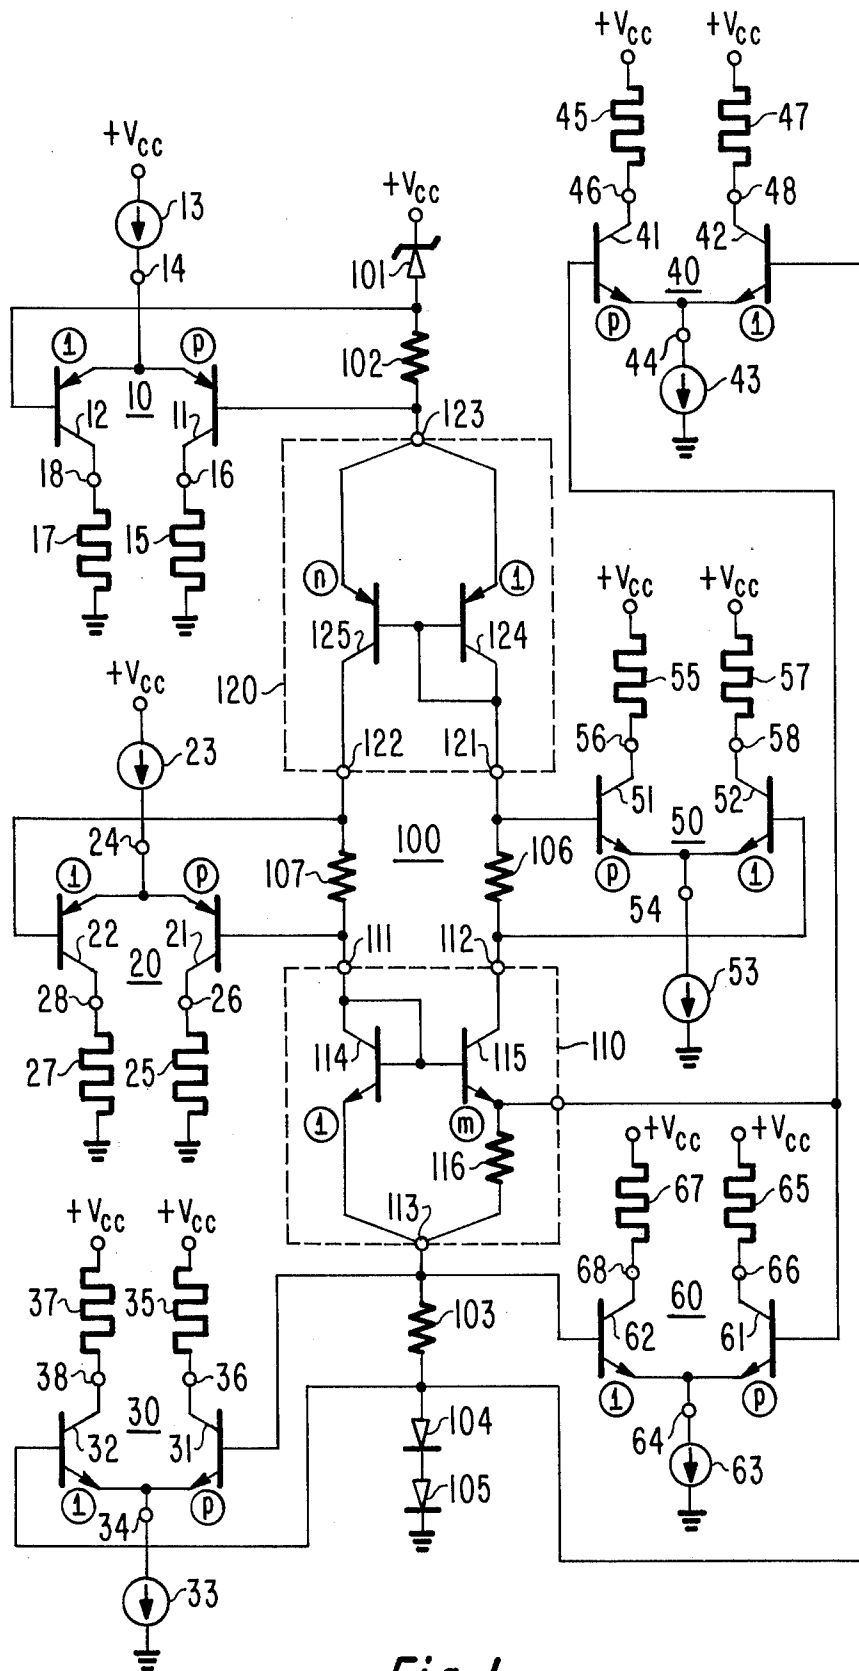 +Vcc +Vcc
45 47
+Vcc
46 48
13 +Vcc
41 42
14 101
40
1 P 102 P 1
10 44 43
12 11 123
18 16
17 15 n 1 +Vcc +Vcc
125 124
55 57
+Vcc 120
56 58
23 122 121
51 52
24 100 50
1 P 107 106 P 1
54
22 21 111 112
20
28 26 53
27 25 114 115 110
1 m
116 +Vcc +Vcc
67 65
+Vcc +Vcc 113
68 66
37 35 103 60
62 61
38 36
1 P
30 104 64
32 31 63
105
1 P
34
33
Fig. 1